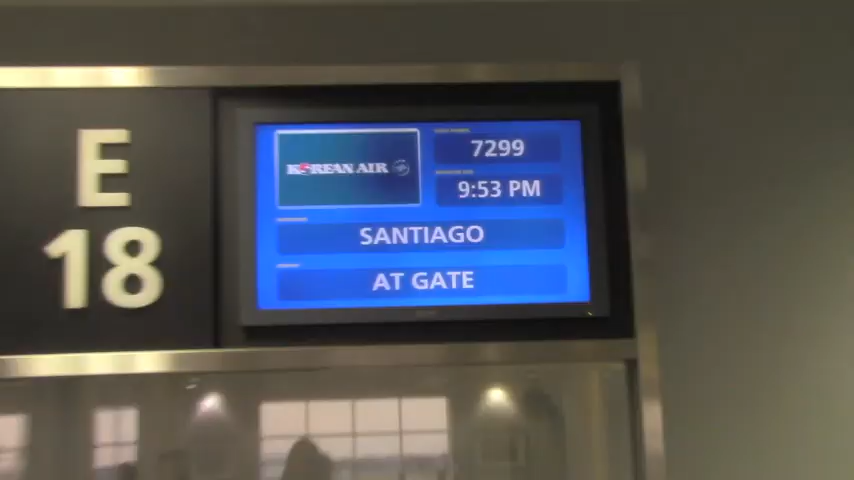 E
18
KOREAN AIR
7299
9:53 PM
SANTIAGO
AT GATE